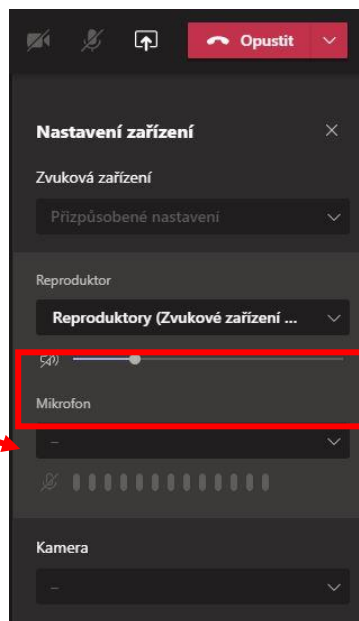 Opustit
Nastavení zařízení
Zvuková zařízení
Přizpůsobené nastavení
Reproduktor
Reproduktory (Zvukové zařízení ...
Mikrofon
–
Kamera
–